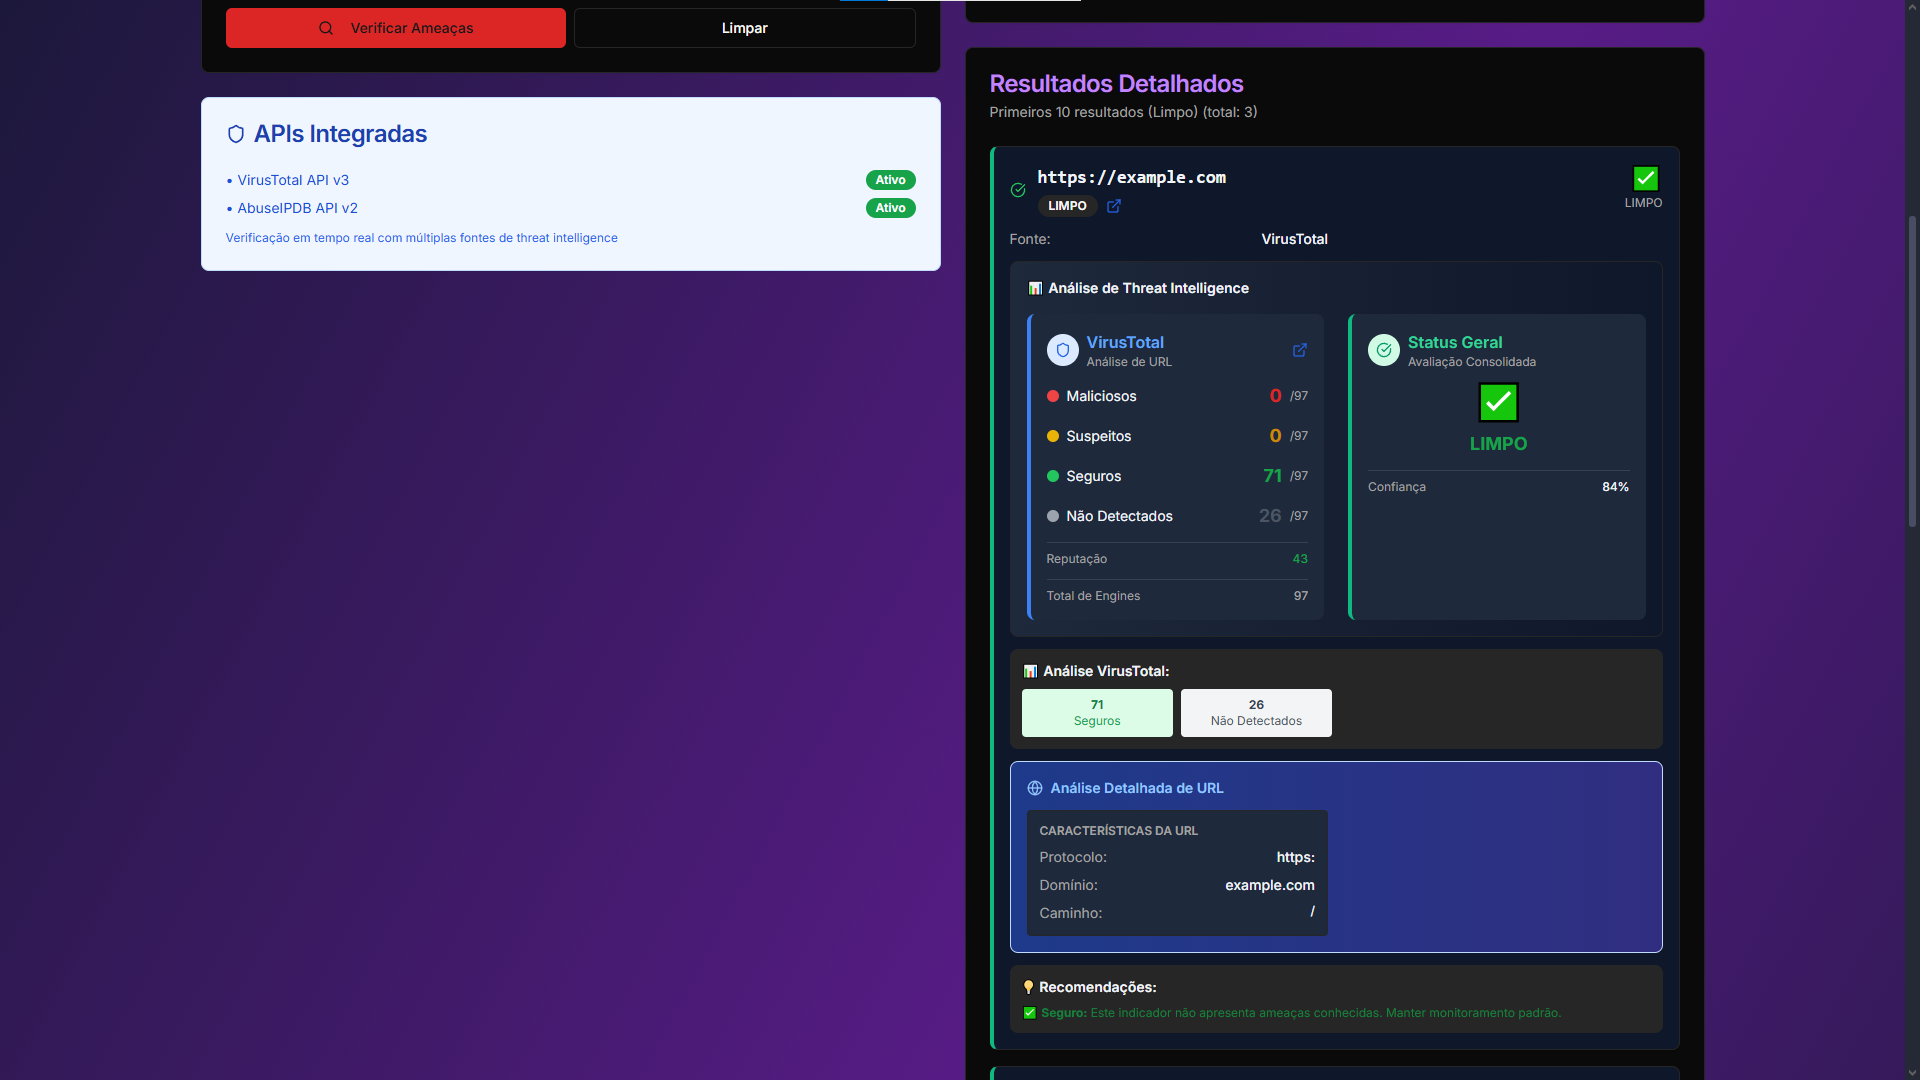 Verificar Ameaças
Limpar
APIs Integradas
• VirusTotal API v3
Ativo
• AbuseIPDB API v2
Ativo
Verificação em tempo real com múltiplas fontes de threat intelligence
Resultados Detalhados
Primeiros 10 resultados (Limpo) (total: 3)
https://example.com
LIMPO
LIMPO
Fonte:
VirusTotal
Análise de Threat Intelligence
VirusTotal
Análise de URL
Maliciosos
0 /97
Suspeitos
0 /97
Seguros
71 /97
Não Detectados
26 /97
Reputação
43
Total de Engines
97
Status Geral
Avaliação Consolidada
LIMPO
Confiança
84%
Análise VirusTotal:
71
Seguros
26
Não Detectados
Análise Detalhada de URL
CARACTERÍSTICAS DA URL
Protocolo:
https:
Domínio:
example.com
Caminho:
/
Recomendações:
Seguro: Este indicador não apresenta ameaças conhecidas. Manter monitoramento padrão.